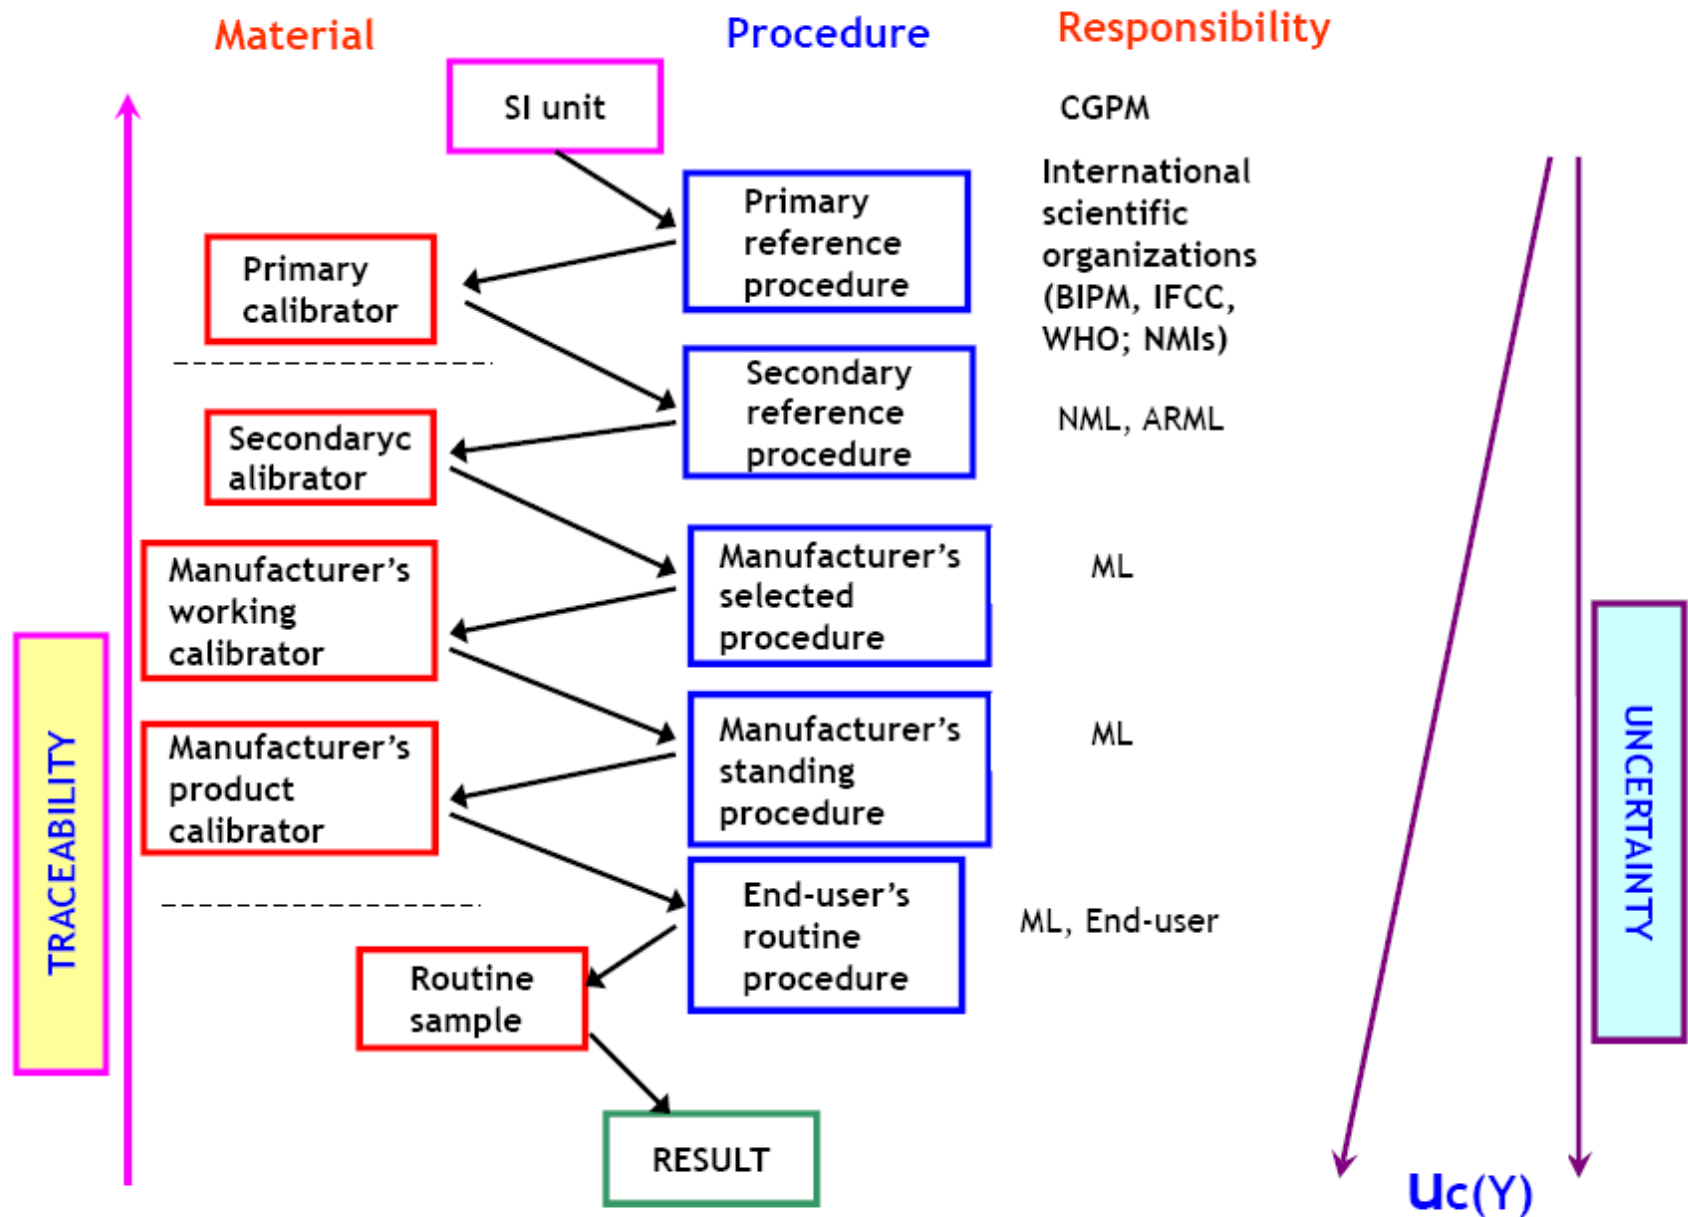 Material
Procedure
Responsibility
SI unit
CGPM
Primary
reference
procedure
International
scientific
organizations
(BIPM, IFCC,
WHO; NMIs)
Primary
calibrator
Secondary
reference
procedure
NML, ARML
Secondaryc
alibrator
Manufacturer's
selected
procedure
ML
Manufacturer's
working
calibrator
Manufacturer's
standing
procedure
ML
Manufacturer's
product
calibrator
End-user's
routine
procedure
ML, End-user
Routine
sample
RESULT
TRACEABILITY
UNCERTAINTY
uc(Y)